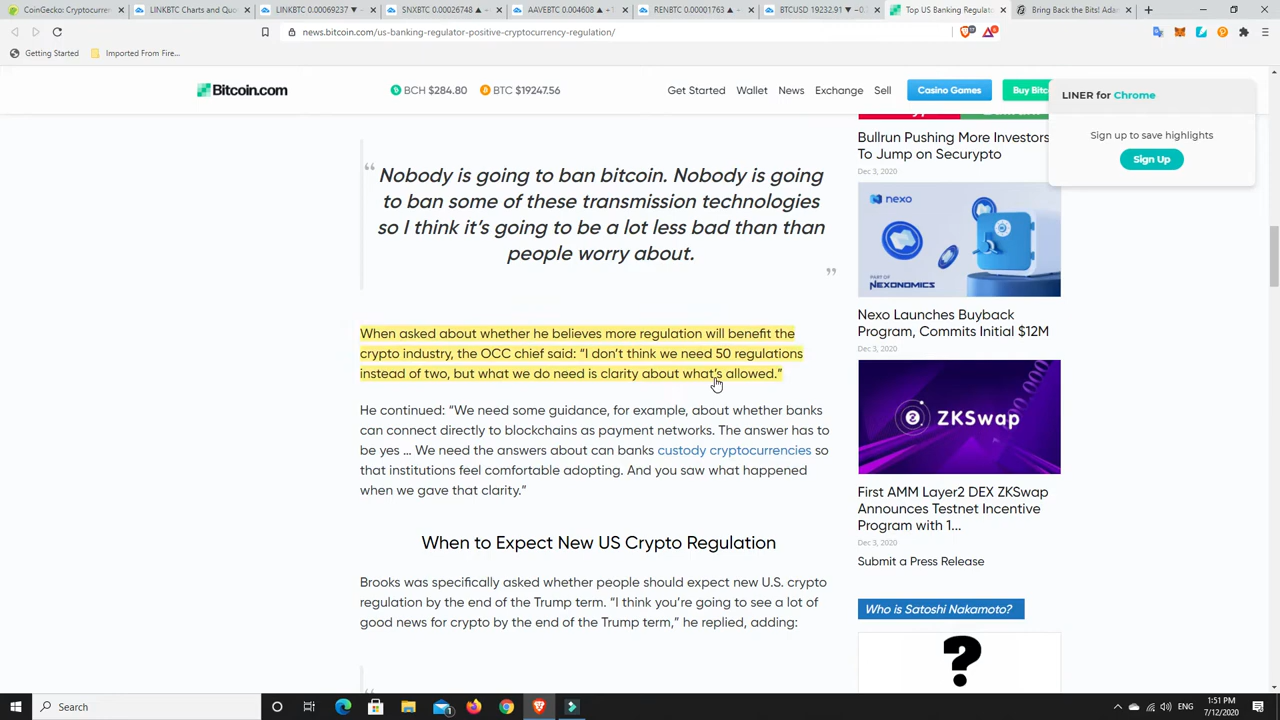 CoinGecko: Cryptocurren
LINKBTC Charts and Quo
LINKBTC 0.00069237 ▼
SNXBTC 0.00026748 ▲
AAVEBTC 0.004608 ▲ +1
RENBTC 0.00001763 ▲
BTCUSD 19232.91 ▼ −0.
Top US Banking Regulato
Bring Back the Bits! Adam
news.bitcoin.com/us-banking-regulator-positive-cryptocurrency-regulation/
Getting Started
Imported From Fire...
Bitcoin.com
BCH $284.80
BTC $19247.56
Get Started
Wallet
News
Exchange
Sell
Casino Games
Buy Bitc
LINER for Chrome
Sign up to save highlights
Sign Up
“
Nobody is going to ban bitcoin. Nobody is going
to ban some of these transmission technologies
so I think it’s going to be a lot less bad than than
people worry about.
”
When asked about whether he believes more regulation will benefit the
crypto industry, the OCC chief said: “I don’t think we need 50 regulations
instead of two, but what we do need is clarity about what’s allowed.”
He continued: “We need some guidance, for example, about whether banks
can connect directly to blockchains as payment networks. The answer has to
be yes … We need the answers about can banks custody cryptocurrencies so
that institutions feel comfortable adopting. And you saw what happened
when we gave that clarity.”
When to Expect New US Crypto Regulation
Brooks was specifically asked whether people should expect new U.S. crypto
regulation by the end of the Trump term. “I think you’re going to see a lot of
good news for crypto by the end of the Trump term,” he replied, adding:
“
Bullrun Pushing More Investors
To Jump on Securypto
Dec 3, 2020
nexo
PART OF
NEXONOMICS
Nexo Launches Buyback
Program, Commits Initial $12M
Dec 3, 2020
ZKSwap
First AMM Layer2 DEX ZKSwap
Announces Testnet Incentive
Program with 1...
Dec 3, 2020
Submit a Press Release
Who is Satoshi Nakamoto?
?
Search
ENG
1:51 PM
7/12/2020